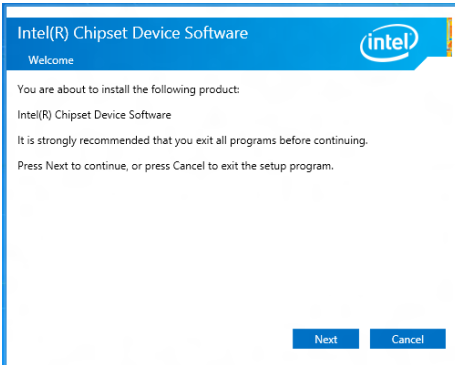 Intel(R) Chipset Device Software
intel
Welcome
You are about to install the following product:
Intel(R) Chipset Device Software
It is strongly recommended that you exit all programs before continuing.
Press Next to continue, or press Cancel to exit the setup program.
Next Cancel